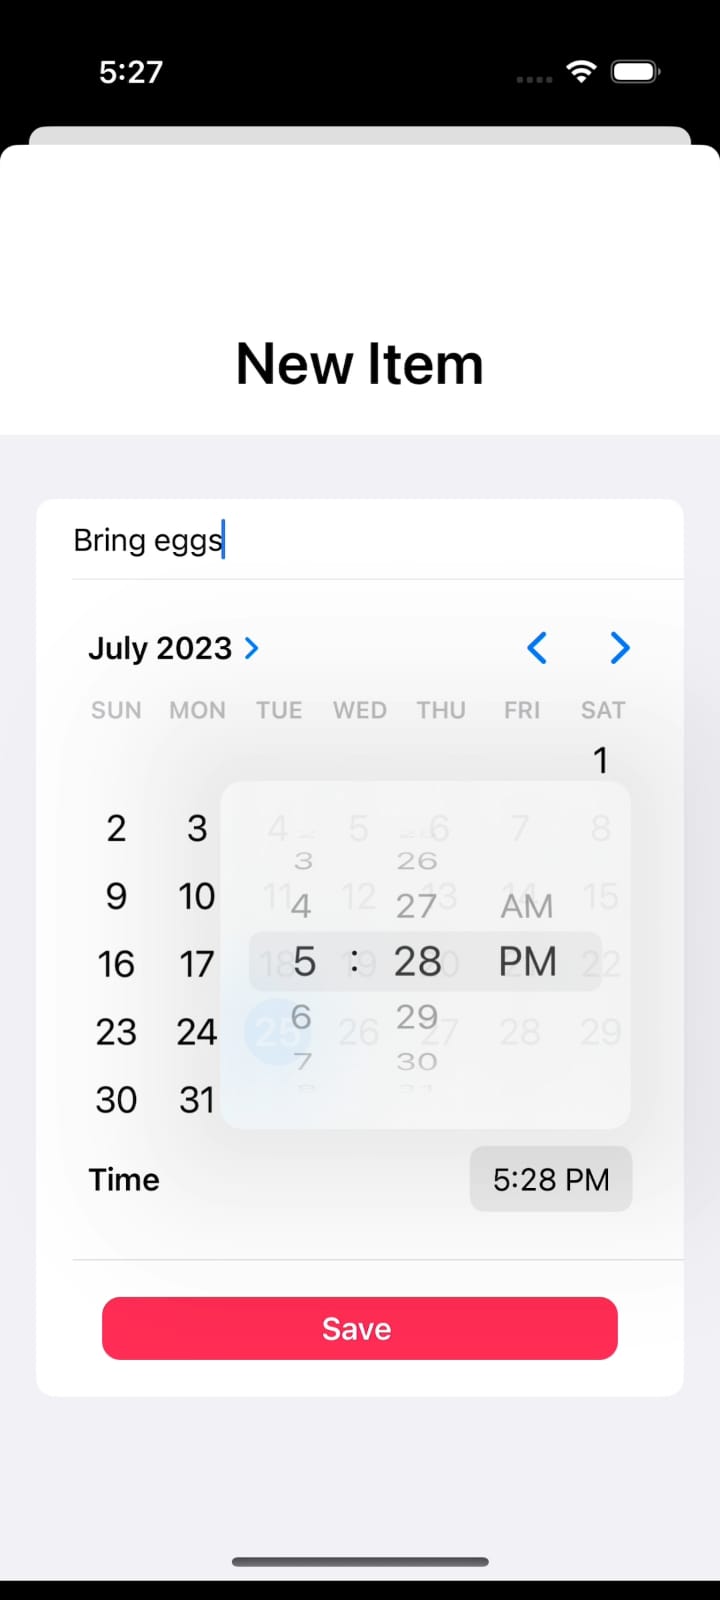 5:27
New Item
Bring eggs
July 2023
SUN MON TUE WED THU FRI SAT
1
2 3 4 5 6 7 8
3 26
9 10 11 12 13 14 15
4 27 AM
16 17 18 19 20 22
5 : 28 PM
23 24 25 26 27 28 29
6 29
7 30
8 31
30 31
Time 5:28 PM
Save